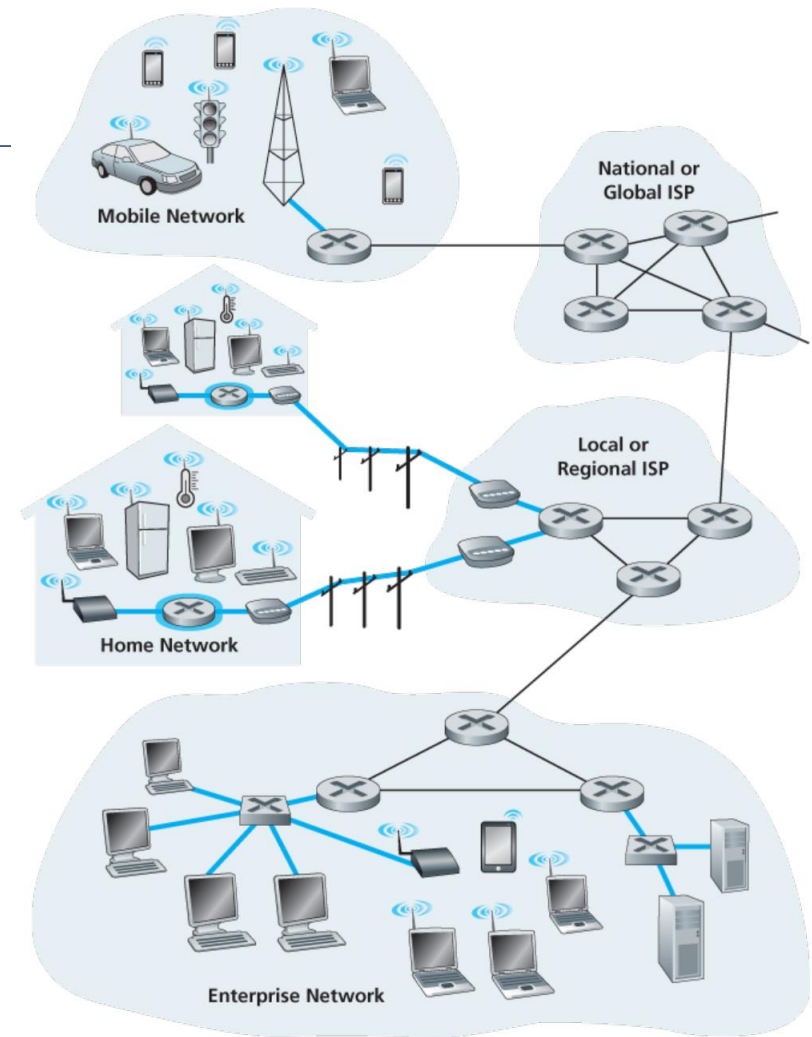 Mobile Network
National or
Global ISP
Local or
Regional ISP
Home Network
Enterprise Network